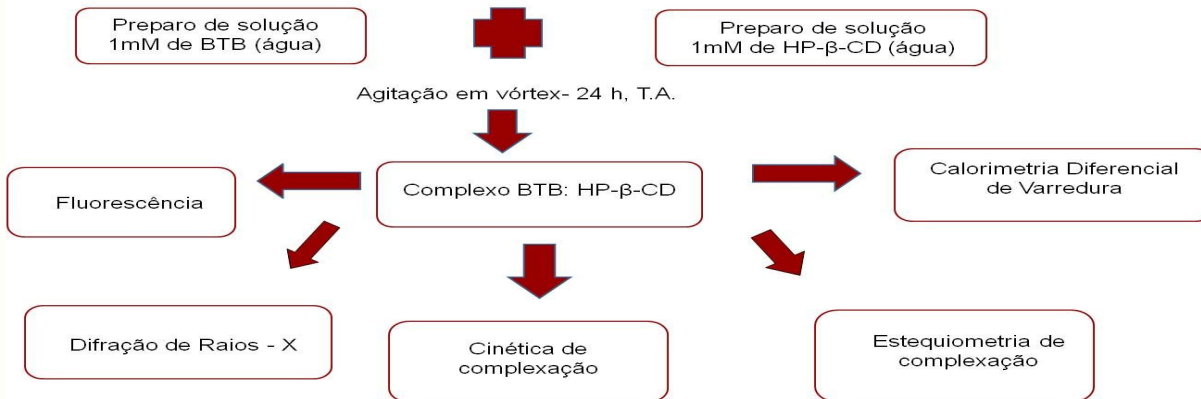 Preparo de solução
1mM de BTB (água)
Preparo de solução
1mM de HP-β-CD (água)
Agitação em vórtex- 24 h, T.A.
Fluorescência
Complexo BTB: HP-β-CD
Calorimetria Diferencial
de Varredura
Difração de Raios - X
Cinética de
complexação
Estequiometria de
complexação